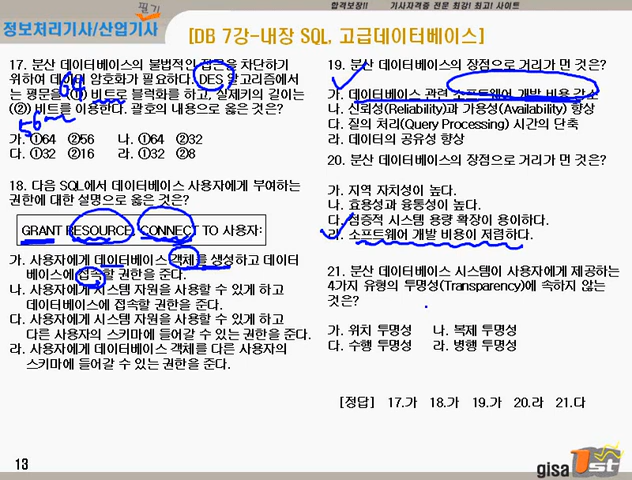 합격보장!! 기사자격증 전문 최강! 최고! 사이트
필기
정보처리기사/산업기사
[DB 7강-내장 SQL, 고급데이터베이스]
17. 분산 데이터베이스의 불법적인 접근을 차단하기
위하여 데이터 암호화가 필요하다. DES 알고리즘에서
는 평문을 (①) 비트로 블럭화를 하고, 실제키의 길이는
(②) 비트를 이용한다. 괄호의 내용으로 옳은 것은?
64
56
가. ①64 ②56 나. ①64 ②32
다. ①32 ②16 라. ①32 ②8
18. 다음 SQL에서 데이터베이스 사용자에게 부여하는
권한에 대한 설명으로 옳은 것은?
GRANT RESOURCE, CONNECT TO 사용자:
가. 사용자에게 데이터베이스 객체를 생성하고 데이터
베이스에 접속할 권한을 준다.
나. 사용자에게 시스템 자원을 사용할 수 있게 하고
데이터베이스에 접속할 권한을 준다.
다. 사용자에게 시스템 자원을 사용할 수 있게 하고
다른 사용자의 스키마에 들어갈 수 있는 권한을 준다.
라. 사용자에게 데이터베이스 객체를 다른 사용자의
스키마에 들어갈 수 있는 권한을 준다.
19. 분산 데이터베이스의 장점으로 거리가 먼 것은?
가. 데이터베이스 관련 소프트웨어 개발 비용 감소
나. 신뢰성(Reliability)과 가용성(Availability) 향상
다. 질의 처리(Query Processing) 시간의 단축
라. 데이터의 공유성 향상
20. 분산 데이터베이스의 장점으로 거리가 먼 것은?
가. 지역 자치성이 높다.
나. 효용성과 융통성이 높다.
다. 점증적 시스템 용량 확장이 용이하다.
라. 소프트웨어 개발 비용이 저렴하다.
21. 분산 데이터베이스 시스템이 사용자에게 제공하는
4가지 유형의 투명성(Transparency)에 속하지 않는
것은?
가. 위치 투명성 나. 복제 투명성
다. 수행 투명성 라. 병행 투명성
[정답] 17.가 18.가 19.가 20.라 21.다
13
gisa 1st